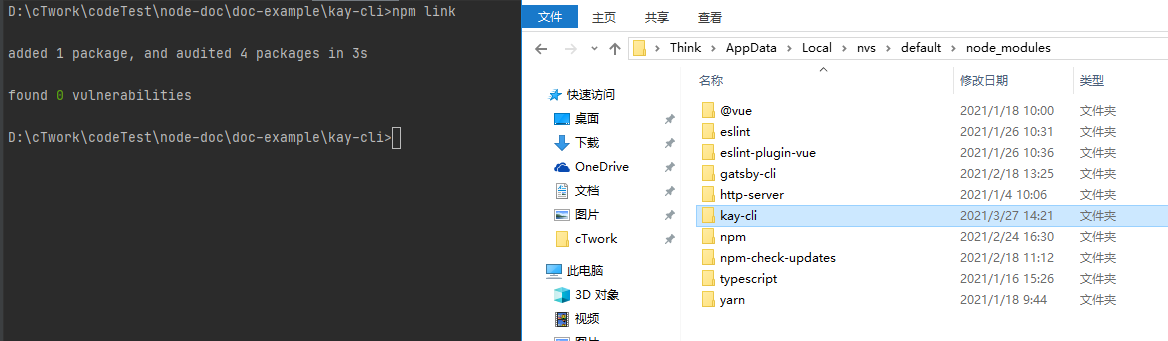 D:\cTwork\codeTest\node-doc\doc-example\kay-cli>npm link
added 1 package, and audited 4 packages in 3s
found 0 vulnerabilities
D:\cTwork\codeTest\node-doc\doc-example\kay-cli>
文件 主页 共享 查看
Think > AppData > Local > nvs > default > node_modules
名称 修改日期 类型
快速访问
桌面
下载
OneDrive
文档
图片
cTwork
此电脑
3D 对象
视频
图片
@vue 2021/1/18 10:00 文件夹
eslint 2021/1/26 10:31 文件夹
eslint-plugin-vue 2021/1/26 10:36 文件夹
gatsby-cli 2021/2/18 13:25 文件夹
http-server 2021/1/4 10:06 文件夹
kay-cli 2021/3/27 14:21 文件夹
npm 2021/2/24 16:30 文件夹
npm-check-updates 2021/2/18 11:12 文件夹
typescript 2021/1/16 15:26 文件夹
yarn 2021/1/18 9:44 文件夹